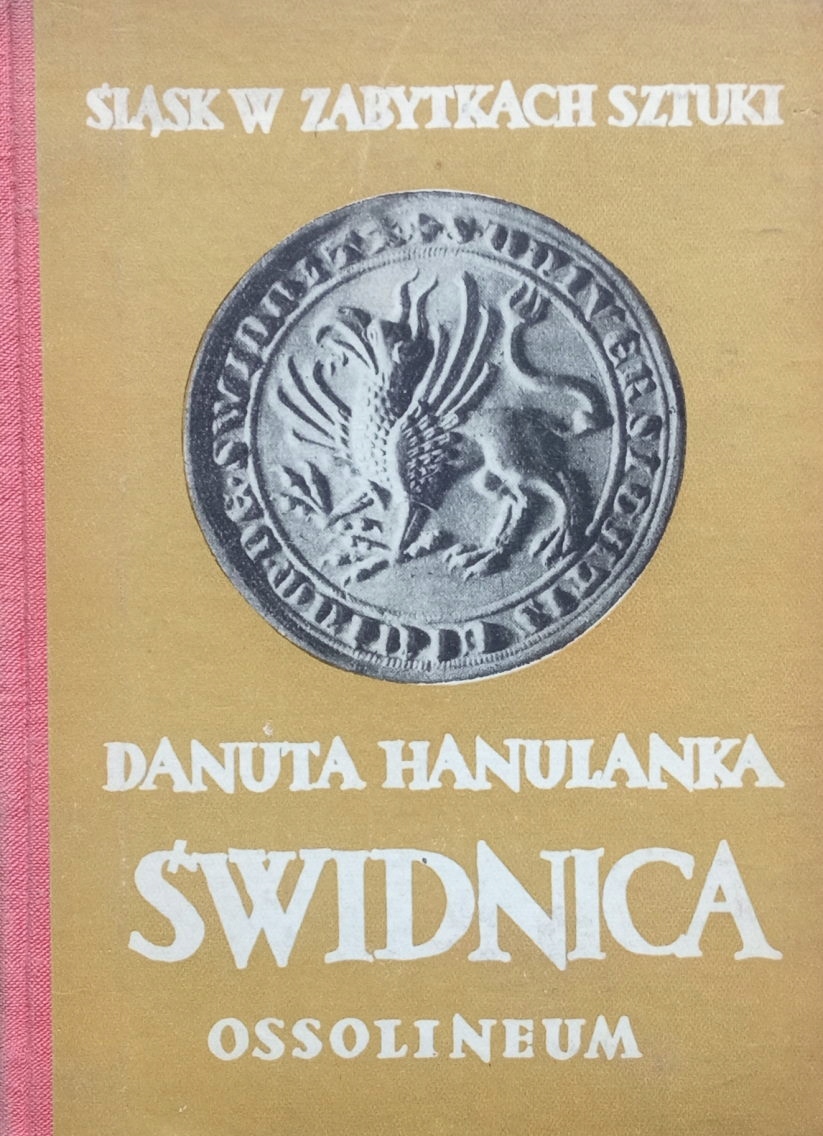 ŚLĄSK W ZABYTKACH SZTUKI
DANUTA HANULANKA
ŚWIDNICA
OSSOLINEUM